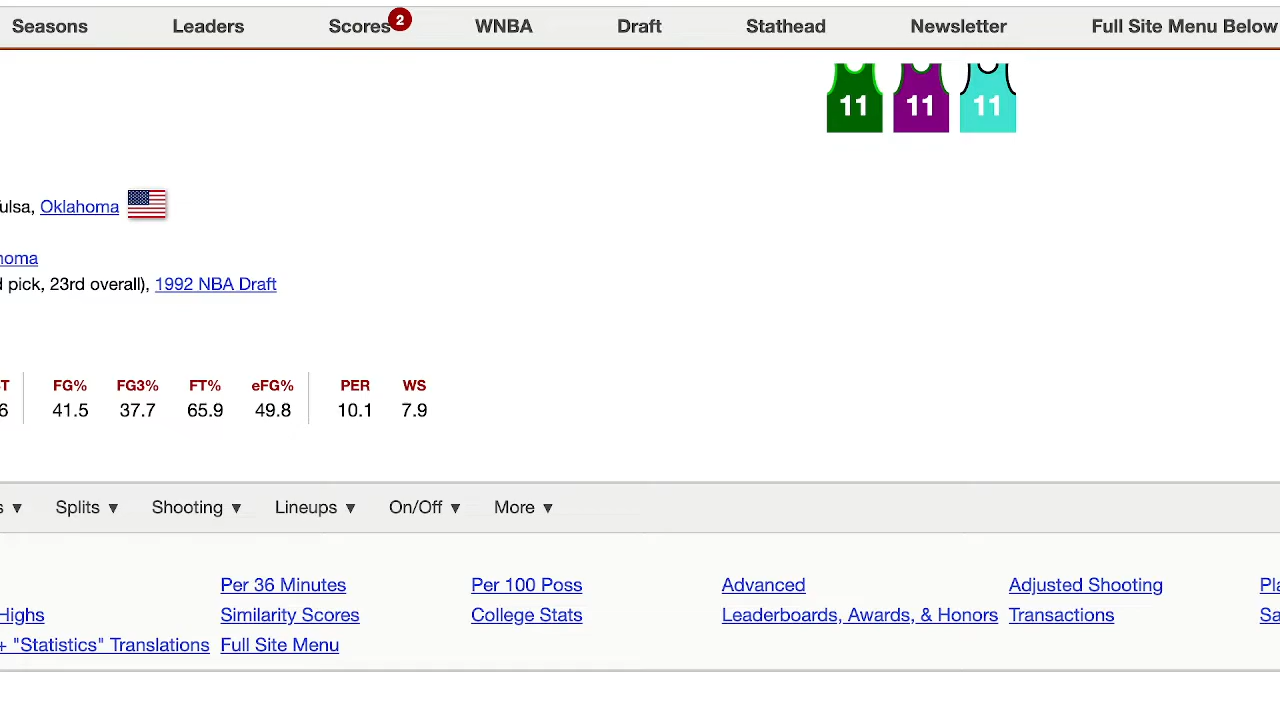 Seasons Leaders Scores 2 WNBA Draft Stathead Newsletter Full Site Menu Below
11 11 11
ulsa, Oklahoma
homa
pick, 23rd overall), 1992 NBA Draft
T FG% FG3% FT% eFG% PER WS
6 41.5 37.7 65.9 49.8 10.1 7.9
s ▼ Splits ▼ Shooting ▼ Lineups ▼ On/Off ▼ More ▼
Per 36 Minutes Per 100 Poss Advanced Adjusted Shooting Pla
Highs Similarity Scores College Stats Leaderboards, Awards, & Honors Transactions Sa
+ "Statistics" Translations Full Site Menu